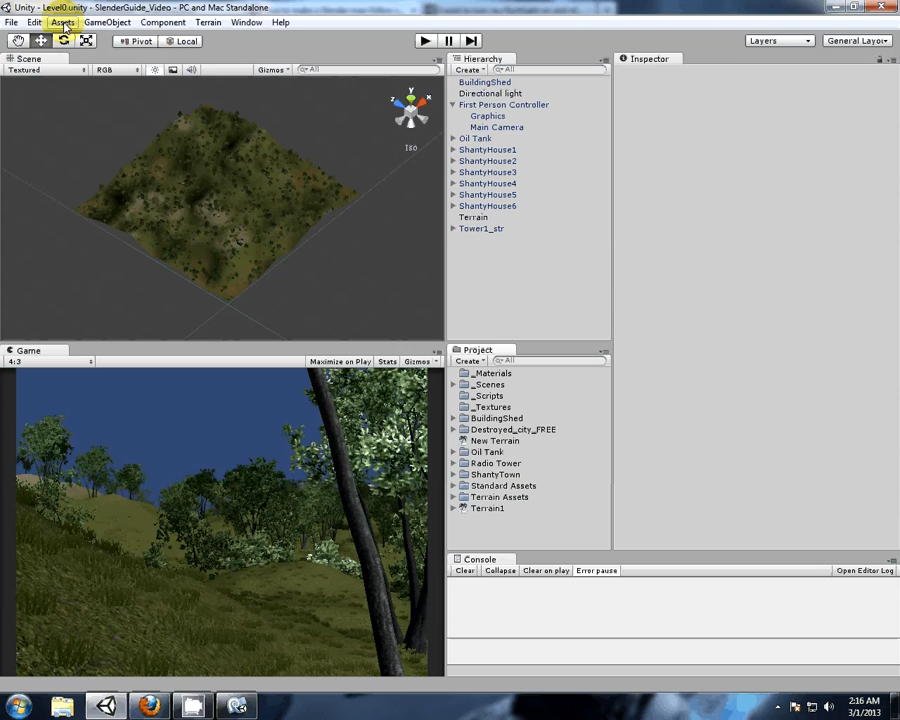 Unity - Level0.unity - SlenderGuide_Video - PC and Mac Standalone
File Edit Assets GameObject Component Terrain Window Help
Pivot Local Layers General Layou
Scene
Textured RGB Gizmos All
y
z x
Iso
Hierarchy
Create All
BuildingShed
Directional light
First Person Controller
Graphics
Main Camera
Oil Tank
ShantyHouse1
ShantyHouse2
ShantyHouse3
ShantyHouse4
ShantyHouse5
ShantyHouse6
Terrain
Tower1_str
Inspector
Game
4:3 Maximize on Play Stats Gizmos
Project
Create All
_Materials
_Scenes
_Scripts
_Textures
BuildingShed
Destroyed_city_FREE
New Terrain
Oil Tank
Radio Tower
ShantyTown
Standard Assets
Terrain Assets
Terrain1
Console
Clear Collapse Clear on play Error pause Open Editor Log
2:16 AM
3/1/2013